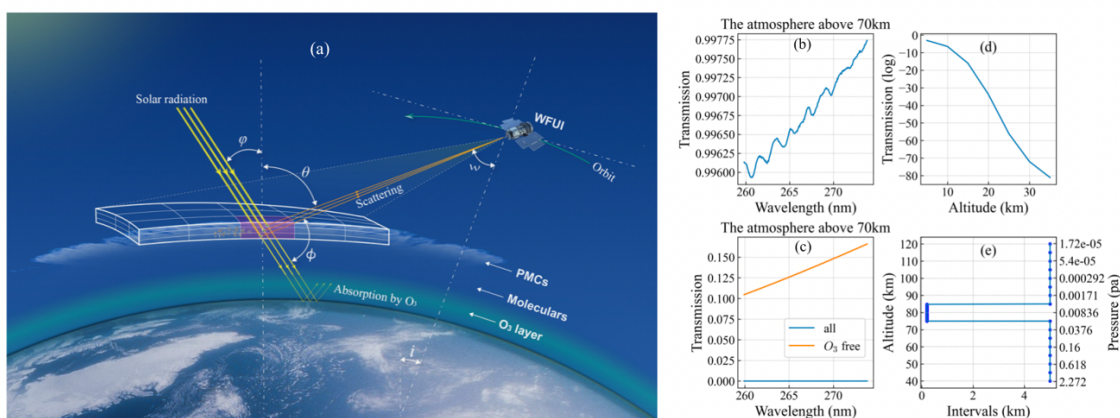 (a)
Solar radiation
φ
θ
WFUI
Orbit
Scattering
ϕ
PMCs
Moleculars
O₃ layer
Absorption by O₃
i
The atmosphere above 70km
(b)
Transmission
0.99775
0.99750
0.99725
0.99700
0.99675
0.99650
0.99625
0.99600
260 265 270
Wavelength (nm)
(d)
Transmission (log)
0
−10
−20
−30
−40
−50
−60
−70
−80
10 20 30
Altitude (km)
The atmosphere above 70km
(c)
Transmission
0.150
0.125
0.100
0.075
0.050
0.025
0.000
all
O₃ free
260 265 270
Wavelength (nm)
(e)
Altitude (km)
120
110
100
90
80
70
60
50
40
0 2 4
Intervals (km)
1.72e-05
5.4e-05
0.000292
0.00171
0.00836
0.0376
0.16
0.618
2.272
Pressure (pa)